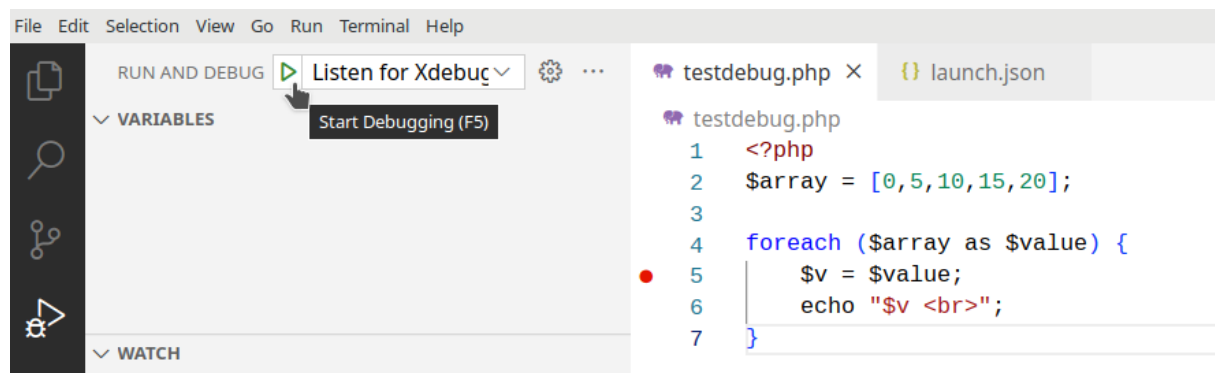 File Edit Selection View Go Run Terminal Help
RUN AND DEBUG Listen for Xdebug
VARIABLES
Start Debugging (F5)
WATCH
testdebug.php × {} launch.json
testdebug.php
1 <?php
2 $array = [0,5,10,15,20];
3
4 foreach ($array as $value) {
5 $v = $value;
6 echo "$v <br>";
7 }